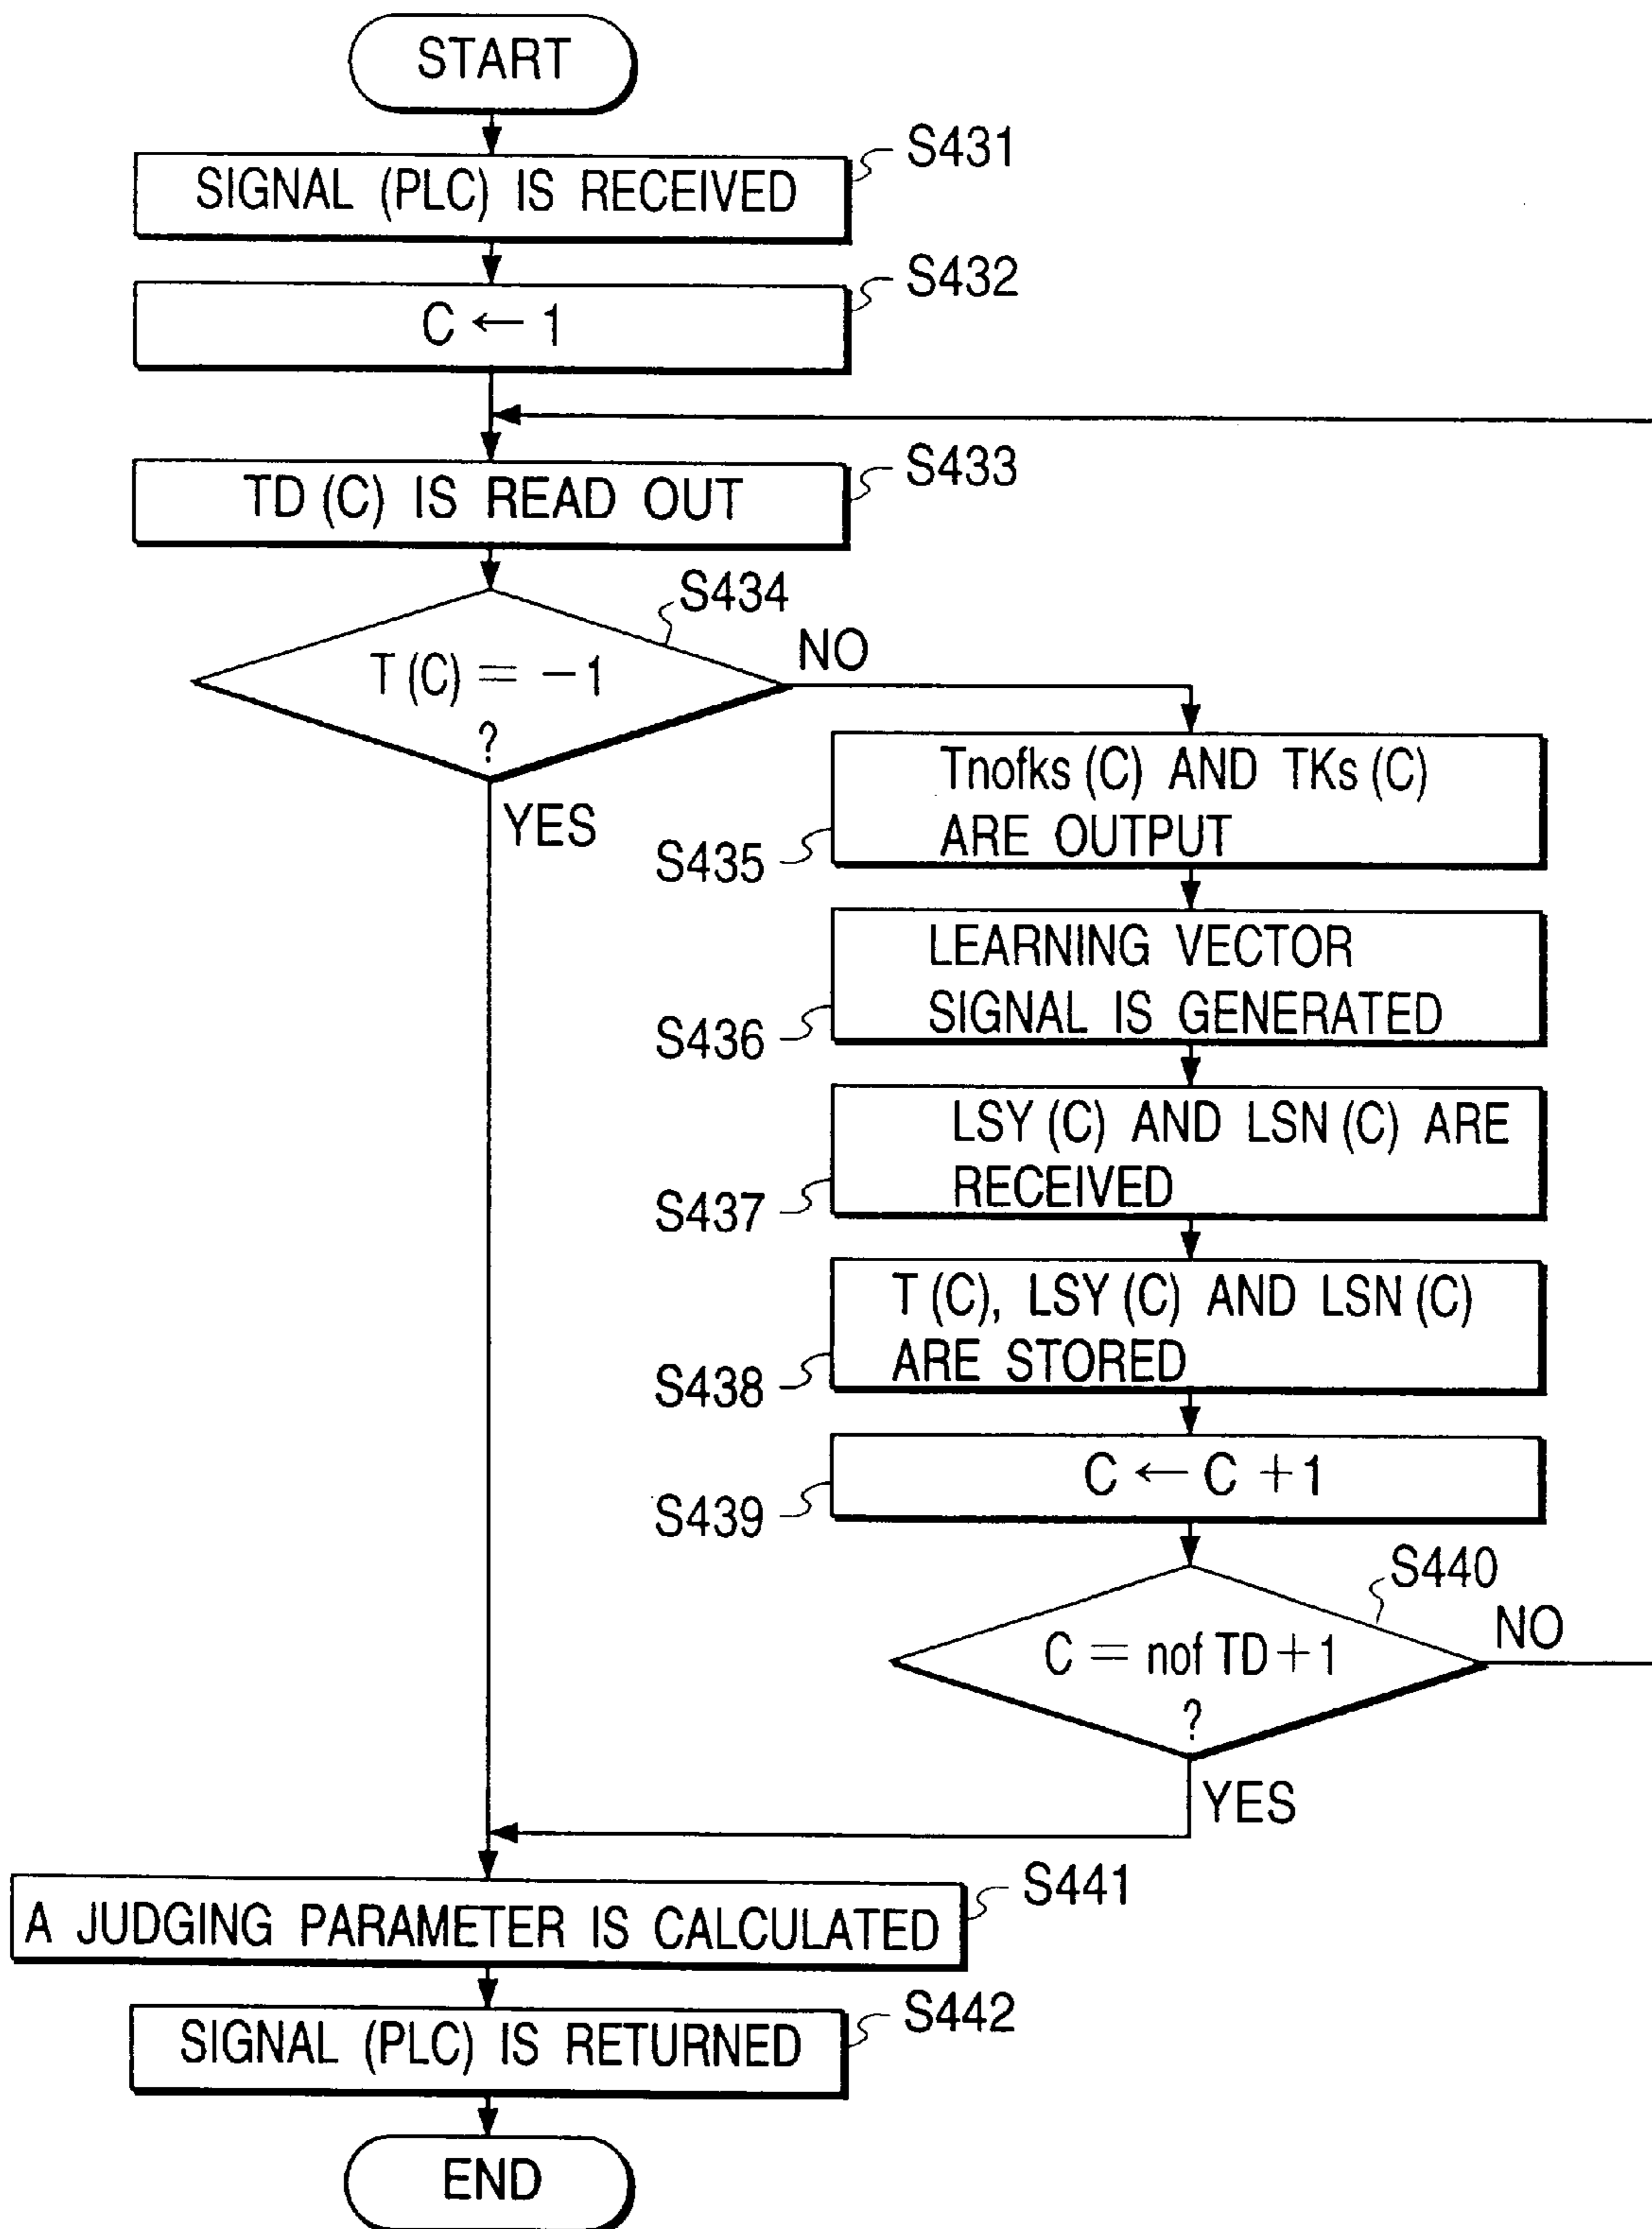 START
S431
SIGNAL (PLC) IS RECEIVED
S432
C ← 1
S433
TD (C) IS READ OUT
S434
T (C) = −1
?
NO
YES
Tnofks (C) AND TKs (C)
ARE OUTPUT
S435
LEARNING VECTOR
SIGNAL IS GENERATED
S436
LSY (C) AND LSN (C) ARE
RECEIVED
S437
T (C), LSY (C) AND LSN (C)
ARE STORED
S438
C ← C +1
S439
S440
C = nof TD+1
?
NO
YES
S441
A JUDGING PARAMETER IS CALCULATED
S442
SIGNAL (PLC) IS RETURNED
END